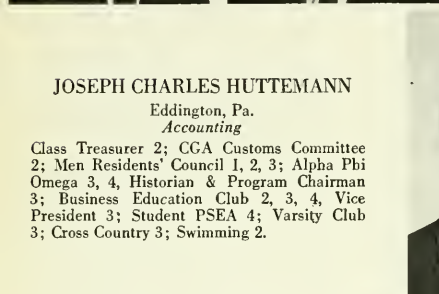 JOSEPH CHARLES HUTTEMANN
Eddington, Pa.
Accounting
Class Treasurer 2; CGA Customs Committee
2; Men Residents' Council 1, 2, 3; Alpha Phi
Omega 3, 4, Historian & Program Chairman
3; Business Education Club 2, 3, 4, Vice
President 3; Student PSEA 4; Varsity Club
3; Cross Country 3; Swimming 2.